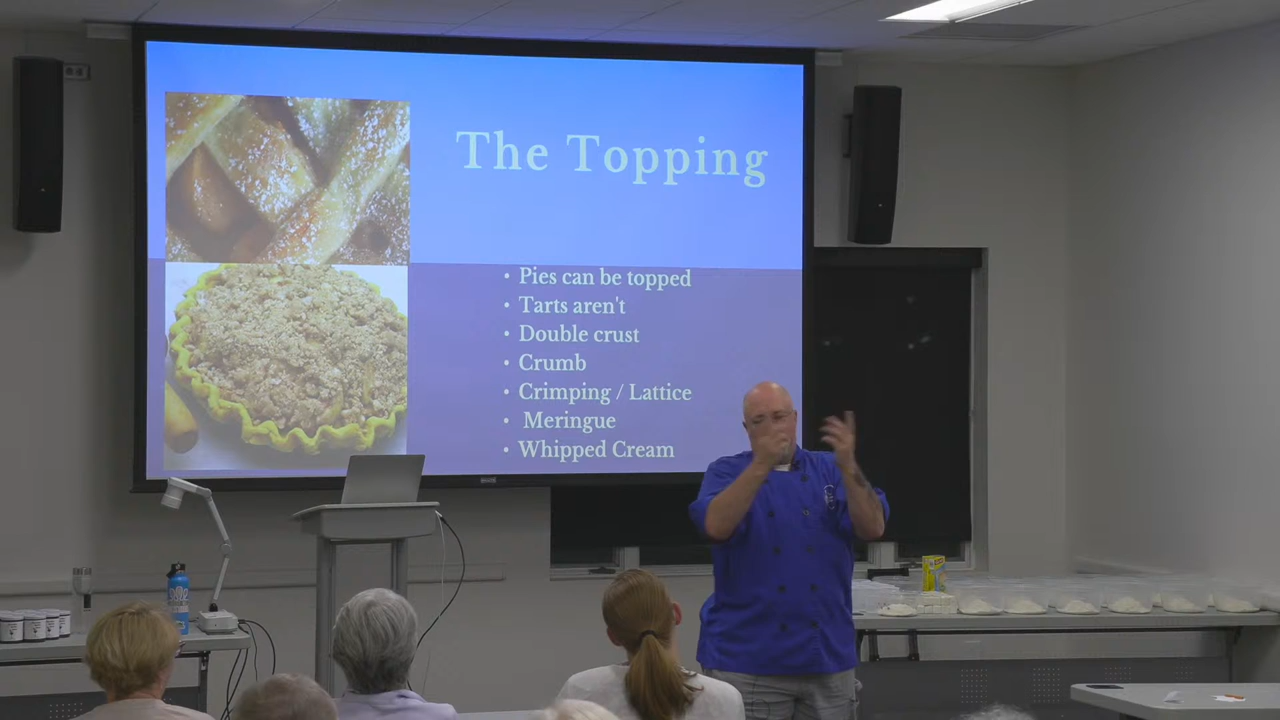 The Topping
• Pies can be topped
• Tarts aren't
• Double crust
• Crumb
• Crimping / Lattice
• Meringue
• Whipped Cream